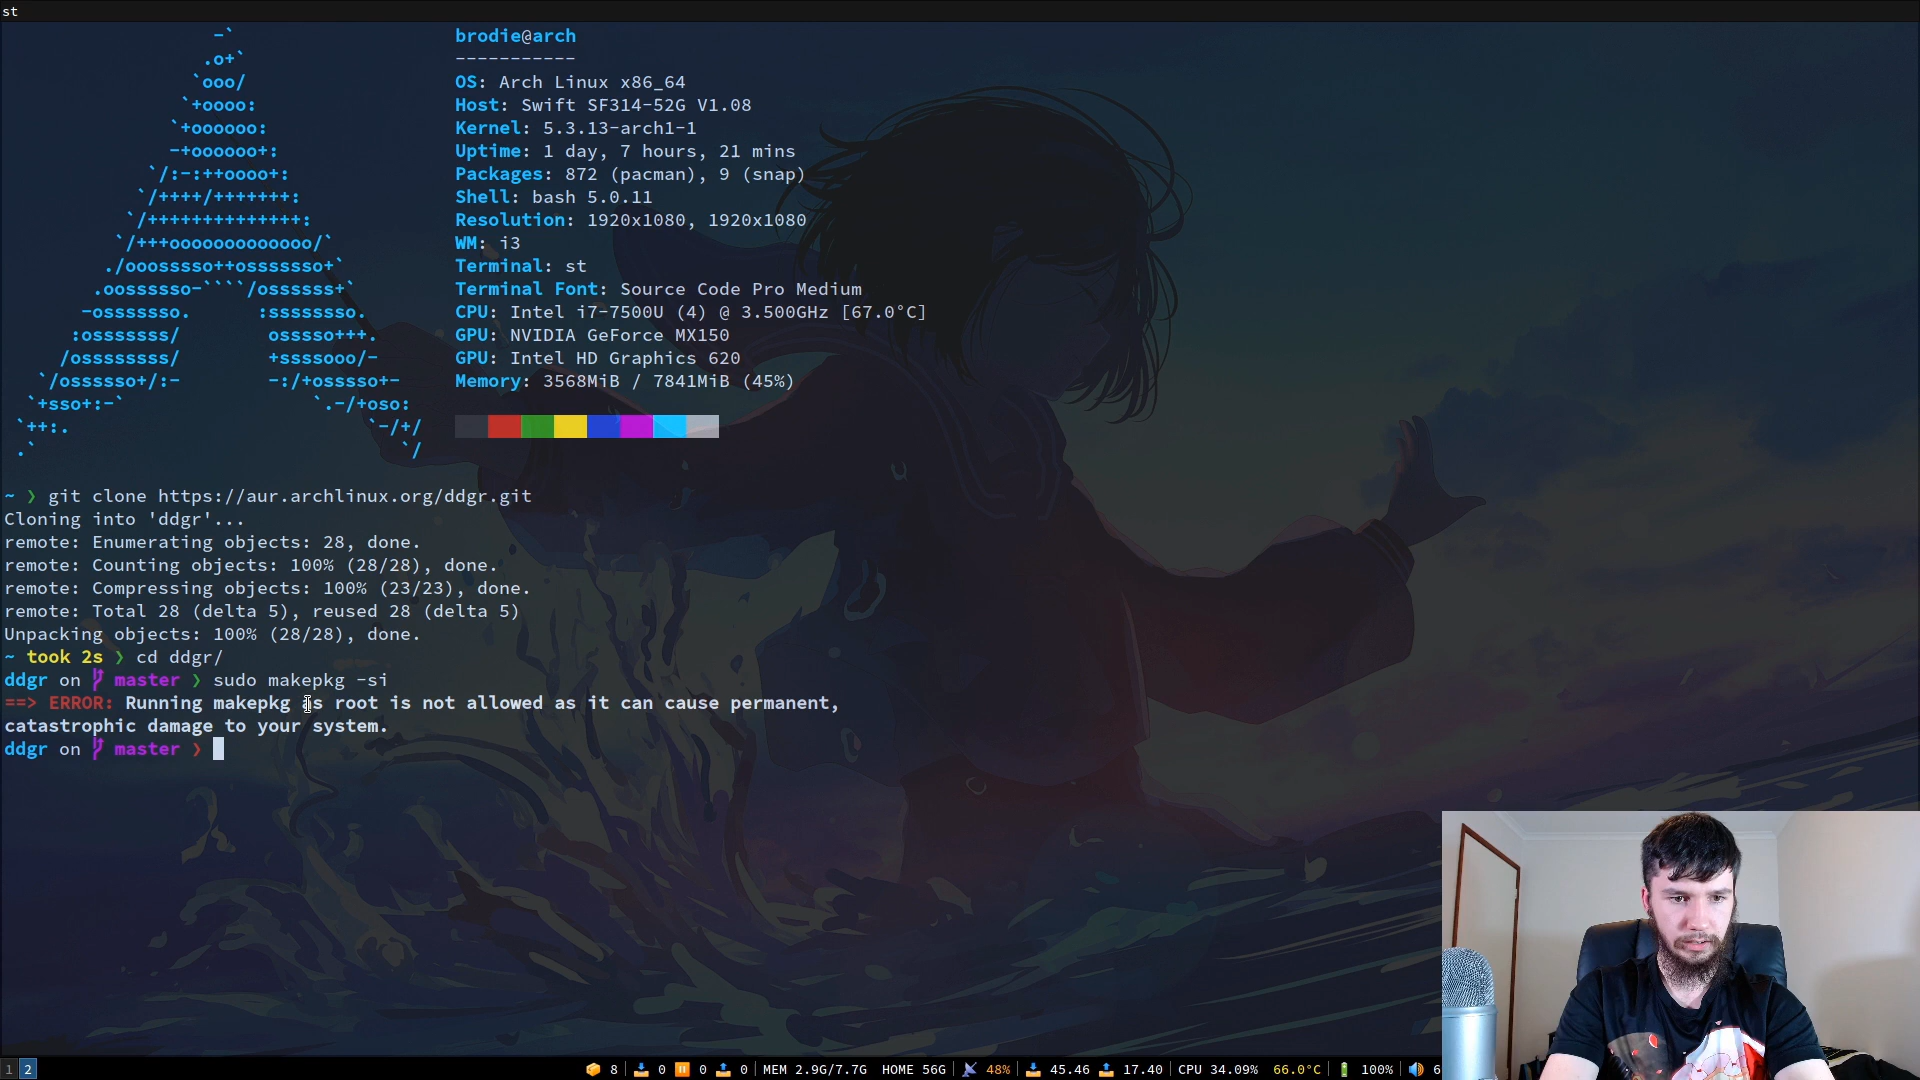 st
brodie@arch
-----------
OS: Arch Linux x86_64
Host: Swift SF314-52G V1.08
Kernel: 5.3.13-arch1-1
Uptime: 1 day, 7 hours, 21 mins
Packages: 872 (pacman), 9 (snap)
Shell: bash 5.0.11
Resolution: 1920x1080, 1920x1080
WM: i3
Terminal: st
Terminal Font: Source Code Pro Medium
CPU: Intel i7-7500U (4) @ 3.500GHz [67.0°C]
GPU: NVIDIA GeForce MX150
GPU: Intel HD Graphics 620
Memory: 3568MiB / 7841MiB (45%)
~ ❯ git clone https://aur.archlinux.org/ddgr.git
Cloning into 'ddgr'...
remote: Enumerating objects: 28, done.
remote: Counting objects: 100% (28/28), done.
remote: Compressing objects: 100% (23/23), done.
remote: Total 28 (delta 5), reused 28 (delta 5)
Unpacking objects: 100% (28/28), done.
~ took 2s ❯ cd ddgr/
ddgr on master ❯ sudo makepkg -si
==> ERROR: Running makepkg as root is not allowed as it can cause permanent,
catastrophic damage to your system.
ddgr on master ❯
1 2 8 | 0 0 0 | MEM 2.9G/7.7G HOME 56G | 48% | 45.46 17.40 | CPU 34.09% 66.0°C | 100% | 6